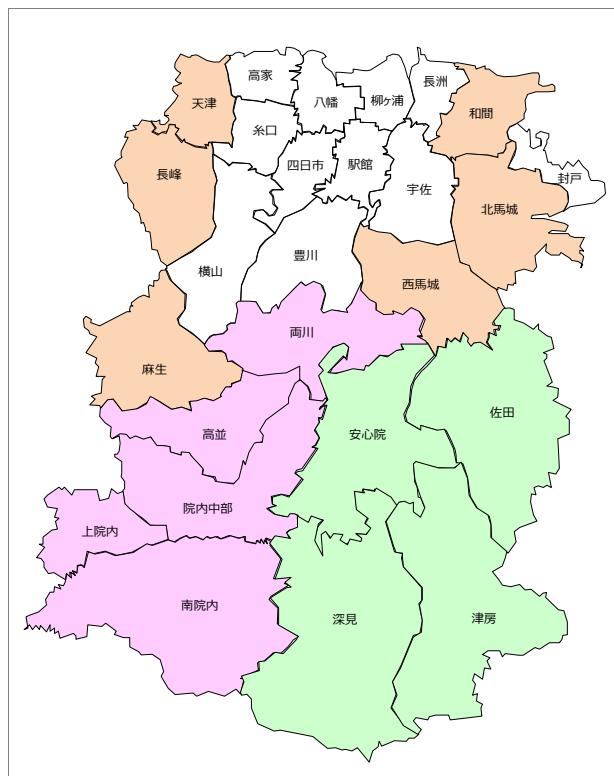 高家
長洲
天津
八幡
柳ヶ浦
和間
糸口
四日市
駅館
長峰
宇佐
封戸
北馬城
豊川
横山
西馬城
両川
麻生
佐田
高並
安心院
院内中部
上院内
南院内
深見
津房